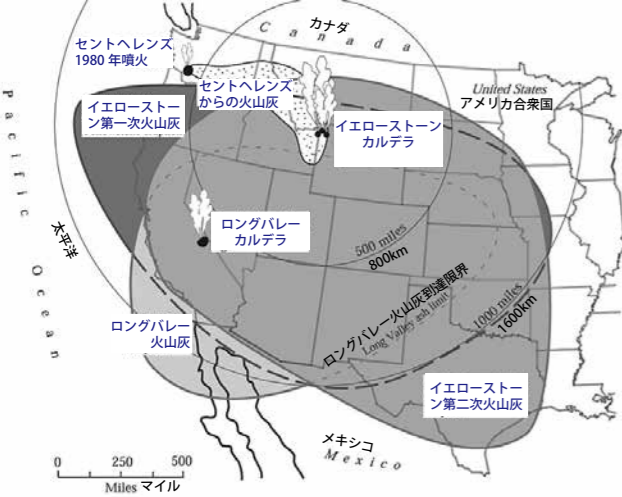 カナダ
Canada
セントヘレンズ
1980年噴火
セントヘレンズ
からの火山灰
United States
アメリカ合衆国
イエローストー
ン第一次火山灰
イエローストーン
カルデラ
Pacific Ocean
太平洋
ロングバレー
カルデラ
500 miles
800km
ロングバレー火山灰到達限界
Long Valley ash limit
1000 miles
1600km
ロングバレー
火山灰
イエローストー
ン第二次火山灰
メキシコ
Mexico
0 250 500
Miles マイル